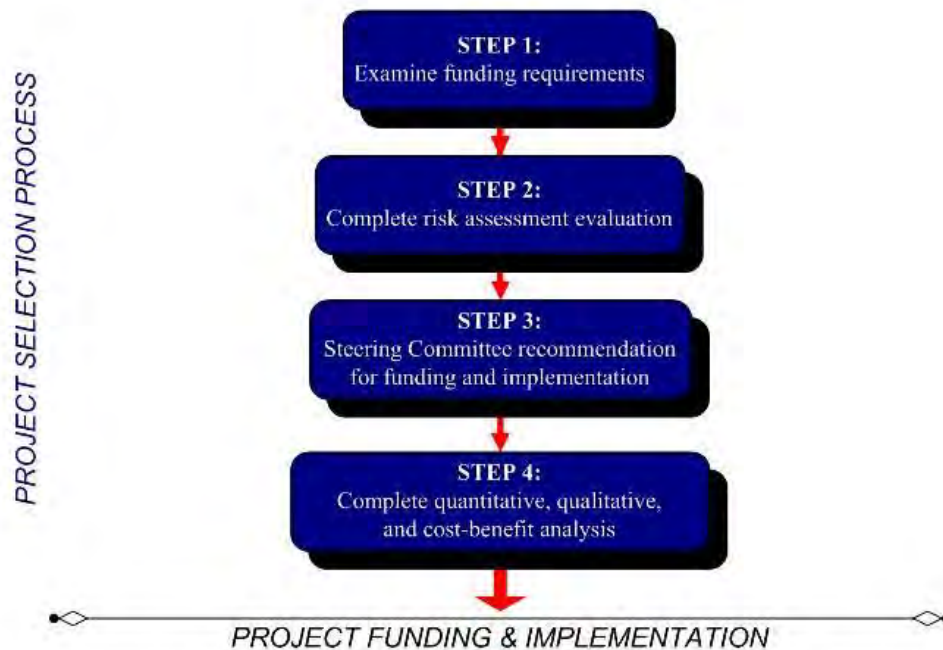 PROJECT SELECTION PROCESS
STEP 1:
Examine funding requirements
STEP 2:
Complete risk assessment evaluation
STEP 3:
Steering Committee recommendation
for funding and implementation
STEP 4:
Complete quantitative, qualitative,
and cost-benefit analysis
PROJECT FUNDING & IMPLEMENTATION